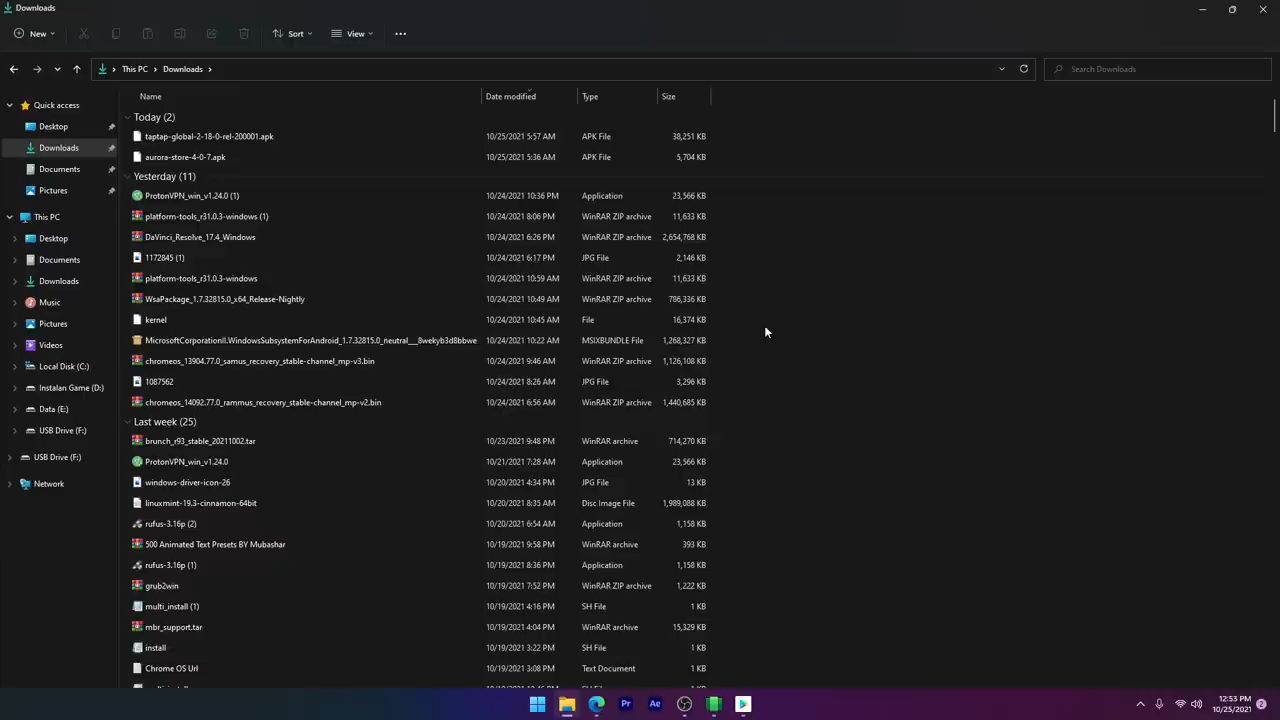 Downloads
New Sort View
This PC Downloads Search Downloads
Name Date modified Type Size
Quick access
Desktop
Downloads
Documents
Pictures
This PC
Desktop
Documents
Downloads
Music
Pictures
Videos
Local Disk (C:)
Instalan Game (D:)
Data (E:)
USB Drive (F:)
USB Drive (F:)
Network
Today (2)
taptap-global-2-18-0-rel-200001.apk 10/25/2021 5:57 AM APK File 38,251 KB
aurora-store-4-0-7.apk 10/25/2021 5:36 AM APK File 5,704 KB
Yesterday (11)
ProtonVPN_win_v1.24.0 (1) 10/24/2021 10:36 PM Application 23,566 KB
platform-tools_r31.0.3-windows (1) 10/24/2021 8:06 PM WinRAR ZIP archive 11,633 KB
DaVinci_Resolve_17.4_Windows 10/24/2021 6:26 PM WinRAR ZIP archive 2,654,768 KB
1172845 (1) 10/24/2021 6:17 PM JPG File 2,146 KB
platform-tools_r31.0.3-windows 10/24/2021 10:59 AM WinRAR ZIP archive 11,633 KB
WsaPackage_1.7.32815.0_x64_Release-Nightly 10/24/2021 10:49 AM WinRAR ZIP archive 786,336 KB
kernel 10/24/2021 10:45 AM File 16,374 KB
MicrosoftCorporationII.WindowsSubsystemForAndroid_1.7.32815.0_neutral___8wekyb3d8bbwe 10/24/2021 10:22 AM MSIXBUNDLE File 1,268,327 KB
chromeos_13904.77.0_samus_recovery_stable-channel_mp-v3.bin 10/24/2021 9:46 AM WinRAR ZIP archive 1,126,108 KB
1087562 10/24/2021 8:26 AM JPG File 3,296 KB
chromeos_14092.77.0_rammus_recovery_stable-channel_mp-v2.bin 10/24/2021 6:56 AM WinRAR ZIP archive 1,440,685 KB
Last week (25)
brunch_r93_stable_20211002.tar 10/23/2021 9:48 PM WinRAR archive 714,270 KB
ProtonVPN_win_v1.24.0 10/21/2021 7:28 AM Application 23,566 KB
windows-driver-icon-26 10/20/2021 4:34 PM JPG File 13 KB
linuxmint-19.3-cinnamon-64bit 10/20/2021 8:35 AM Disc Image File 1,989,088 KB
rufus-3.16p (2) 10/20/2021 6:54 AM Application 1,158 KB
500 Animated Text Presets BY Mubashar 10/19/2021 9:58 PM WinRAR archive 393 KB
rufus-3.16p (1) 10/19/2021 8:36 PM Application 1,158 KB
grub2win 10/19/2021 7:52 PM WinRAR ZIP archive 1,222 KB
multi_install (1) 10/19/2021 4:16 PM SH File 1 KB
mbr_support.tar 10/19/2021 4:04 PM WinRAR archive 15,329 KB
install 10/19/2021 3:22 PM SH File 1 KB
Chrome OS Url 10/19/2021 3:08 PM Text Document 1 KB
Pr Ae
12:53 PM
10/25/2021 2